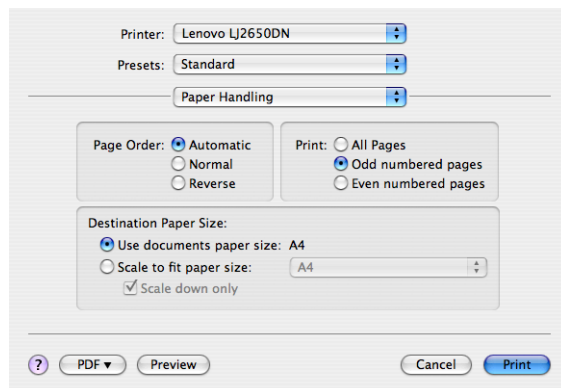 Printer: Lenovo LJ2650DN
Presets: Standard
Paper Handling
Page Order: Automatic
Normal
Reverse
Print: All Pages
Odd numbered pages
Even numbered pages
Destination Paper Size:
Use documents paper size: A4
Scale to fit paper size: A4
Scale down only
? PDF ▼ Preview Cancel Print